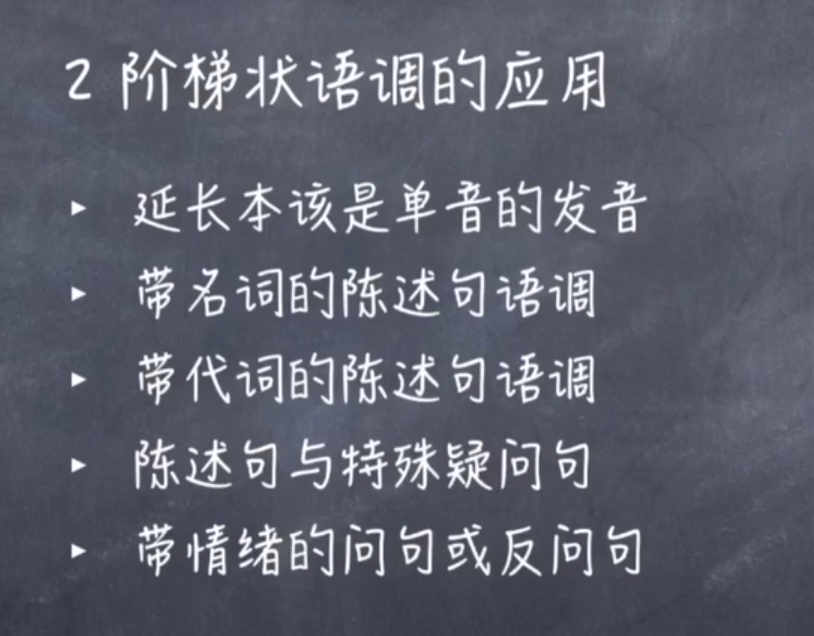 2 阶梯状语调的应用
▸ 延长本该是单音的发音
▸ 带名词的陈述句语调
▸ 带代词的陈述句语调
▸ 陈述句与特殊疑问句
▸ 带情绪的问句或反问句